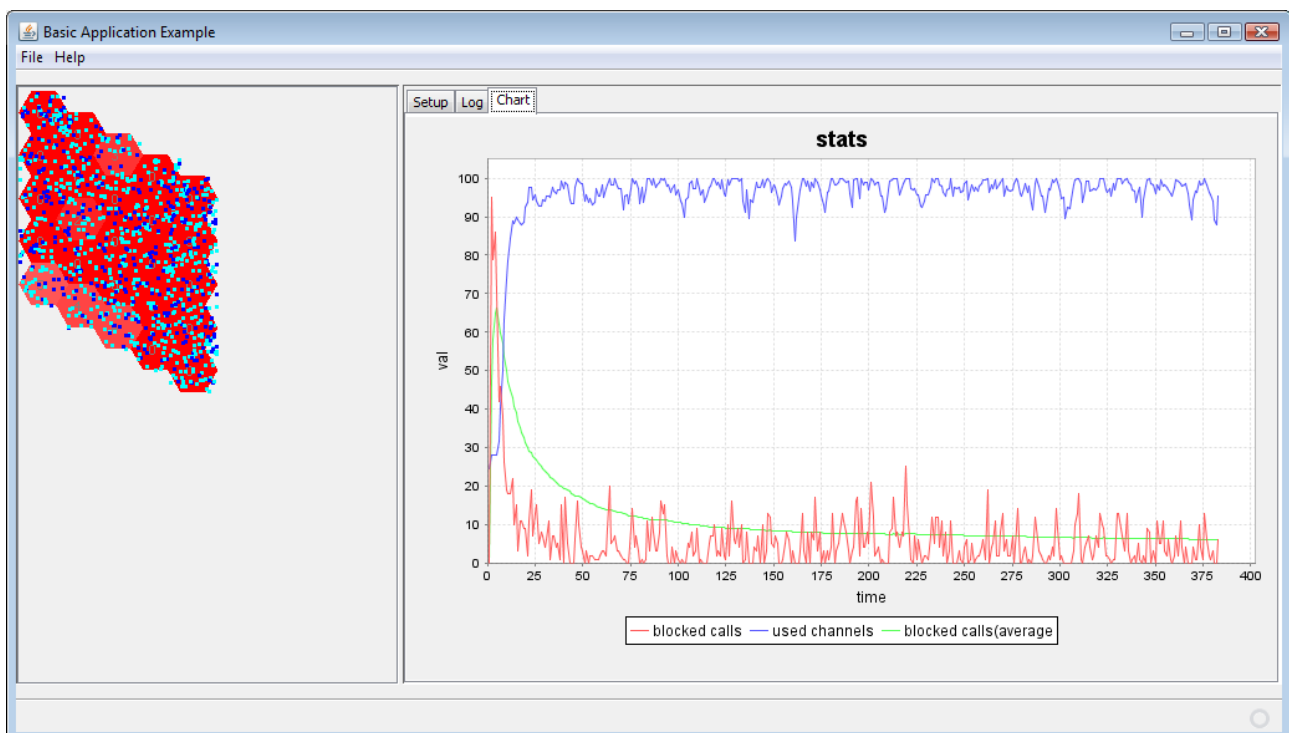 Basic Application Example
File Help
Setup Log Chart
stats
100
90
80
70
60
50
40
30
20
10
0
val
0 25 50 75 100 125 150 175 200 225 250 275 300 325 350 375 400
time
blocked calls used channels blocked calls(average